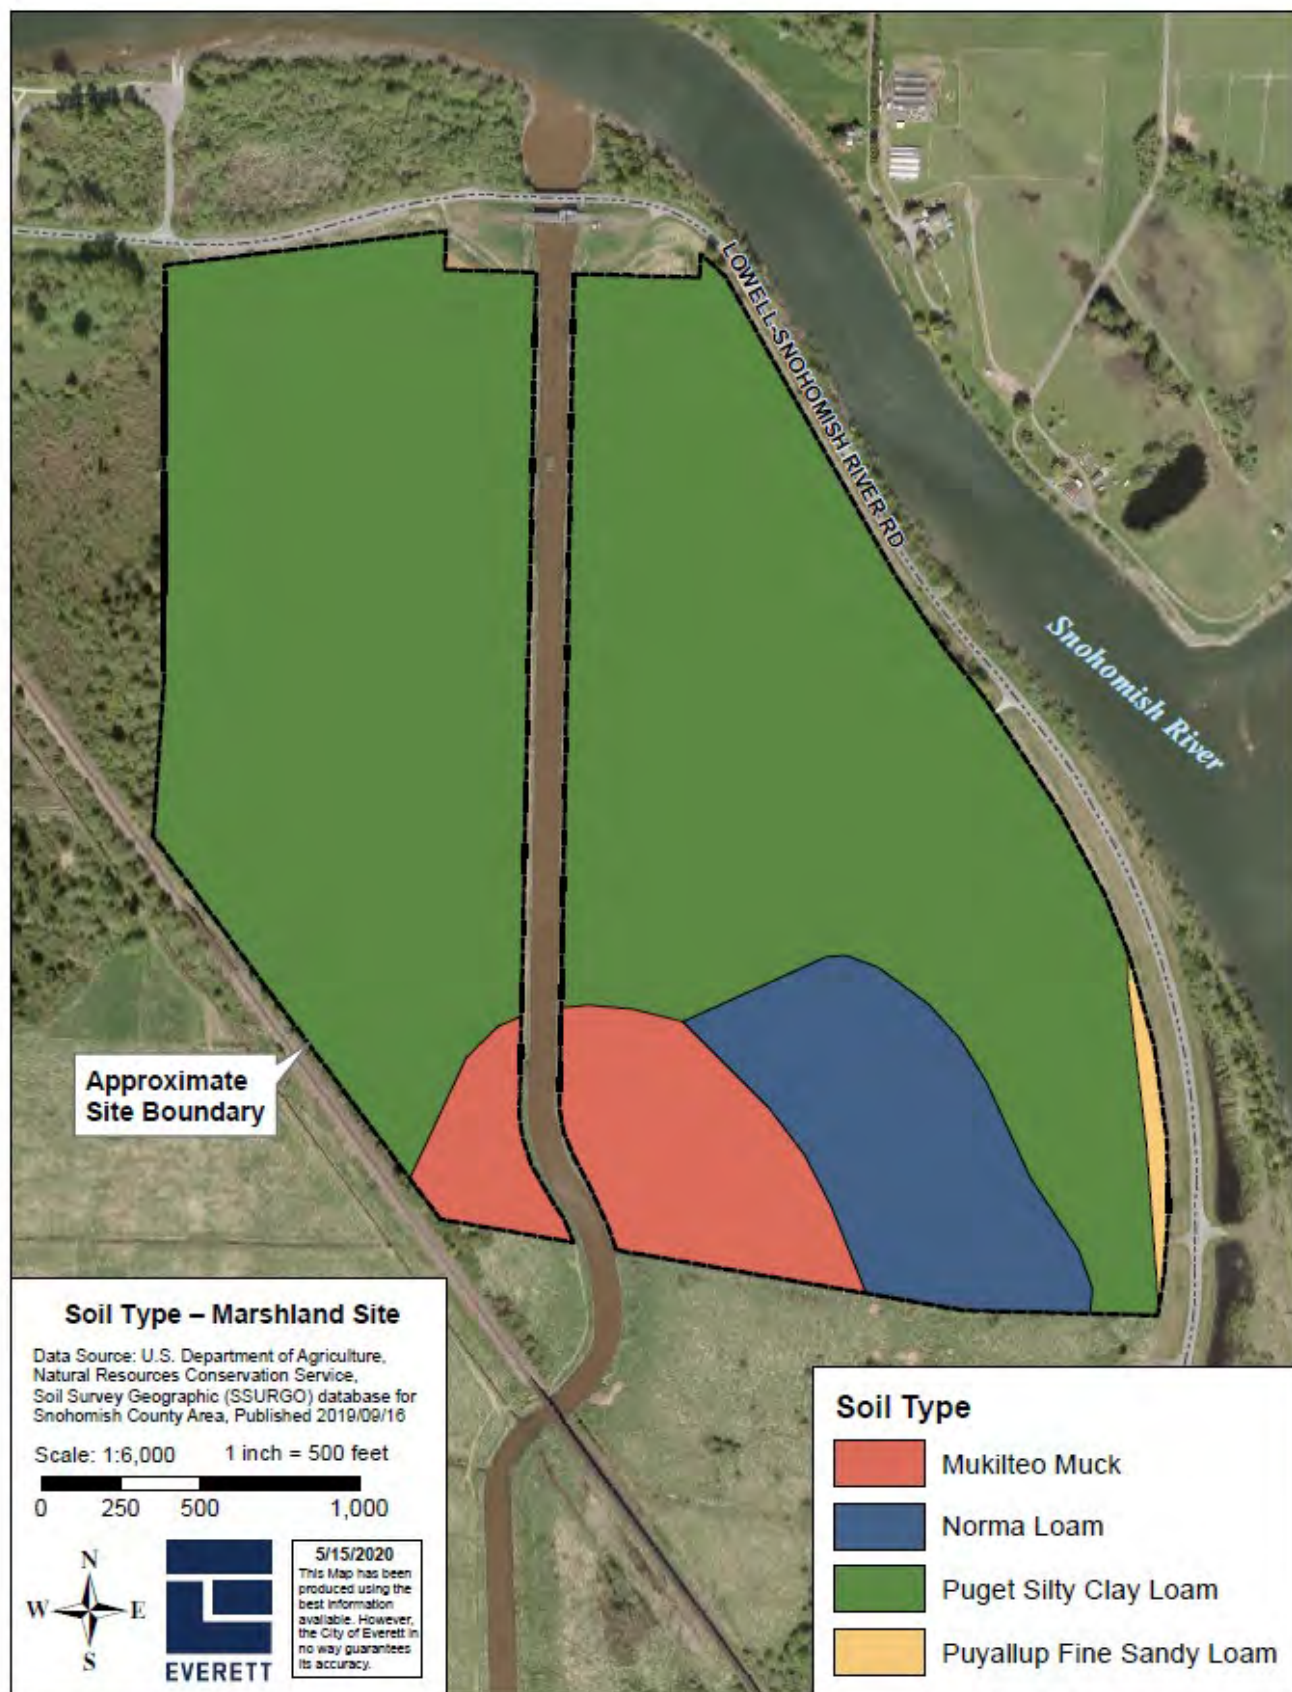 LOWELL-SNOHOMISH RIVER RD
Snohomish River
Approximate
Site Boundary
Soil Type – Marshland Site
Data Source: U.S. Department of Agriculture,
Natural Resources Conservation Service,
Soil Survey Geographic (SSURGO) database for
Snohomish County Area, Published 2019/09/16
Scale: 1:6,000 1 inch = 500 feet
0 250 500 1,000
N
W E
S
EVERETT
5/15/2020
This Map has been
produced using the
best information
available. However,
the City of Everett in
no way guarantees
its accuracy.
Soil Type
Mukilteo Muck
Norma Loam
Puget Silty Clay Loam
Puyallup Fine Sandy Loam